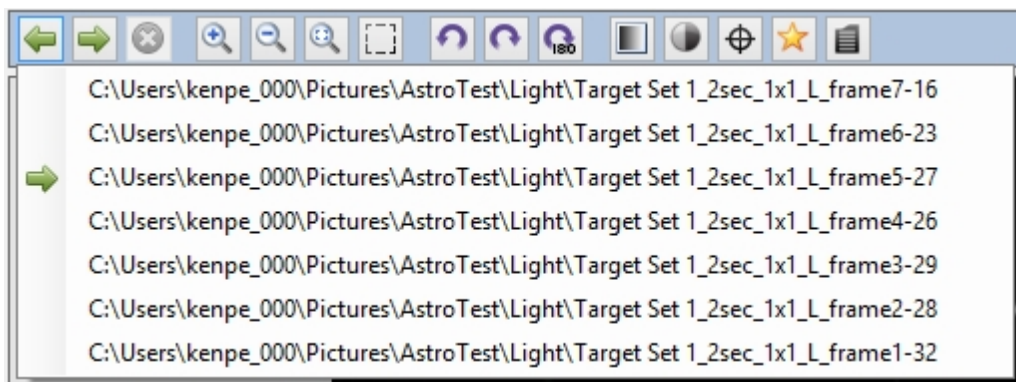 180
C:\Users\kenpe_000\Pictures\AstroTest\Light\Target Set 1_2sec_1x1_L_frame7-16
C:\Users\kenpe_000\Pictures\AstroTest\Light\Target Set 1_2sec_1x1_L_frame6-23
C:\Users\kenpe_000\Pictures\AstroTest\Light\Target Set 1_2sec_1x1_L_frame5-27
C:\Users\kenpe_000\Pictures\AstroTest\Light\Target Set 1_2sec_1x1_L_frame4-26
C:\Users\kenpe_000\Pictures\AstroTest\Light\Target Set 1_2sec_1x1_L_frame3-29
C:\Users\kenpe_000\Pictures\AstroTest\Light\Target Set 1_2sec_1x1_L_frame2-28
C:\Users\kenpe_000\Pictures\AstroTest\Light\Target Set 1_2sec_1x1_L_frame1-32